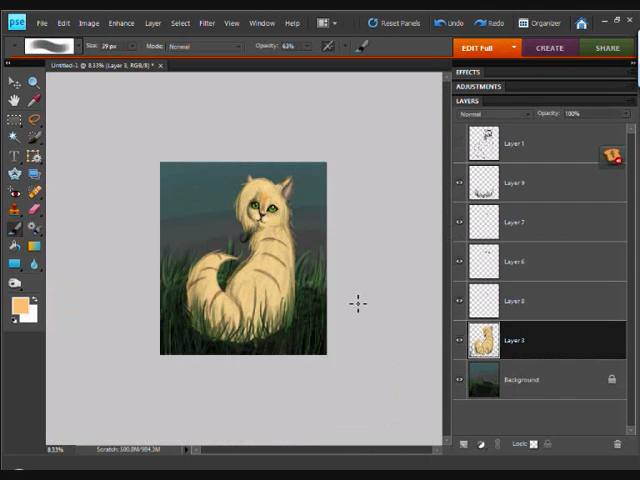 pse File Edit Image Enhance Layer Select Filter View Window Help Reset Panels Undo Redo Organizer
Size: 29 px Mode: Normal Opacity: 63% EDIT Full CREATE SHARE
Untitled-1 @ 8.33% (Layer 3, RGB/8) * ×
EFFECTS
ADJUSTMENTS
LAYERS
Normal Opacity: 100%
Layer 1
Layer 9
Layer 7
Layer 6
Layer 8
Layer 3
Background
8.33% Scratch: 500.8M/984.3M
Lock: